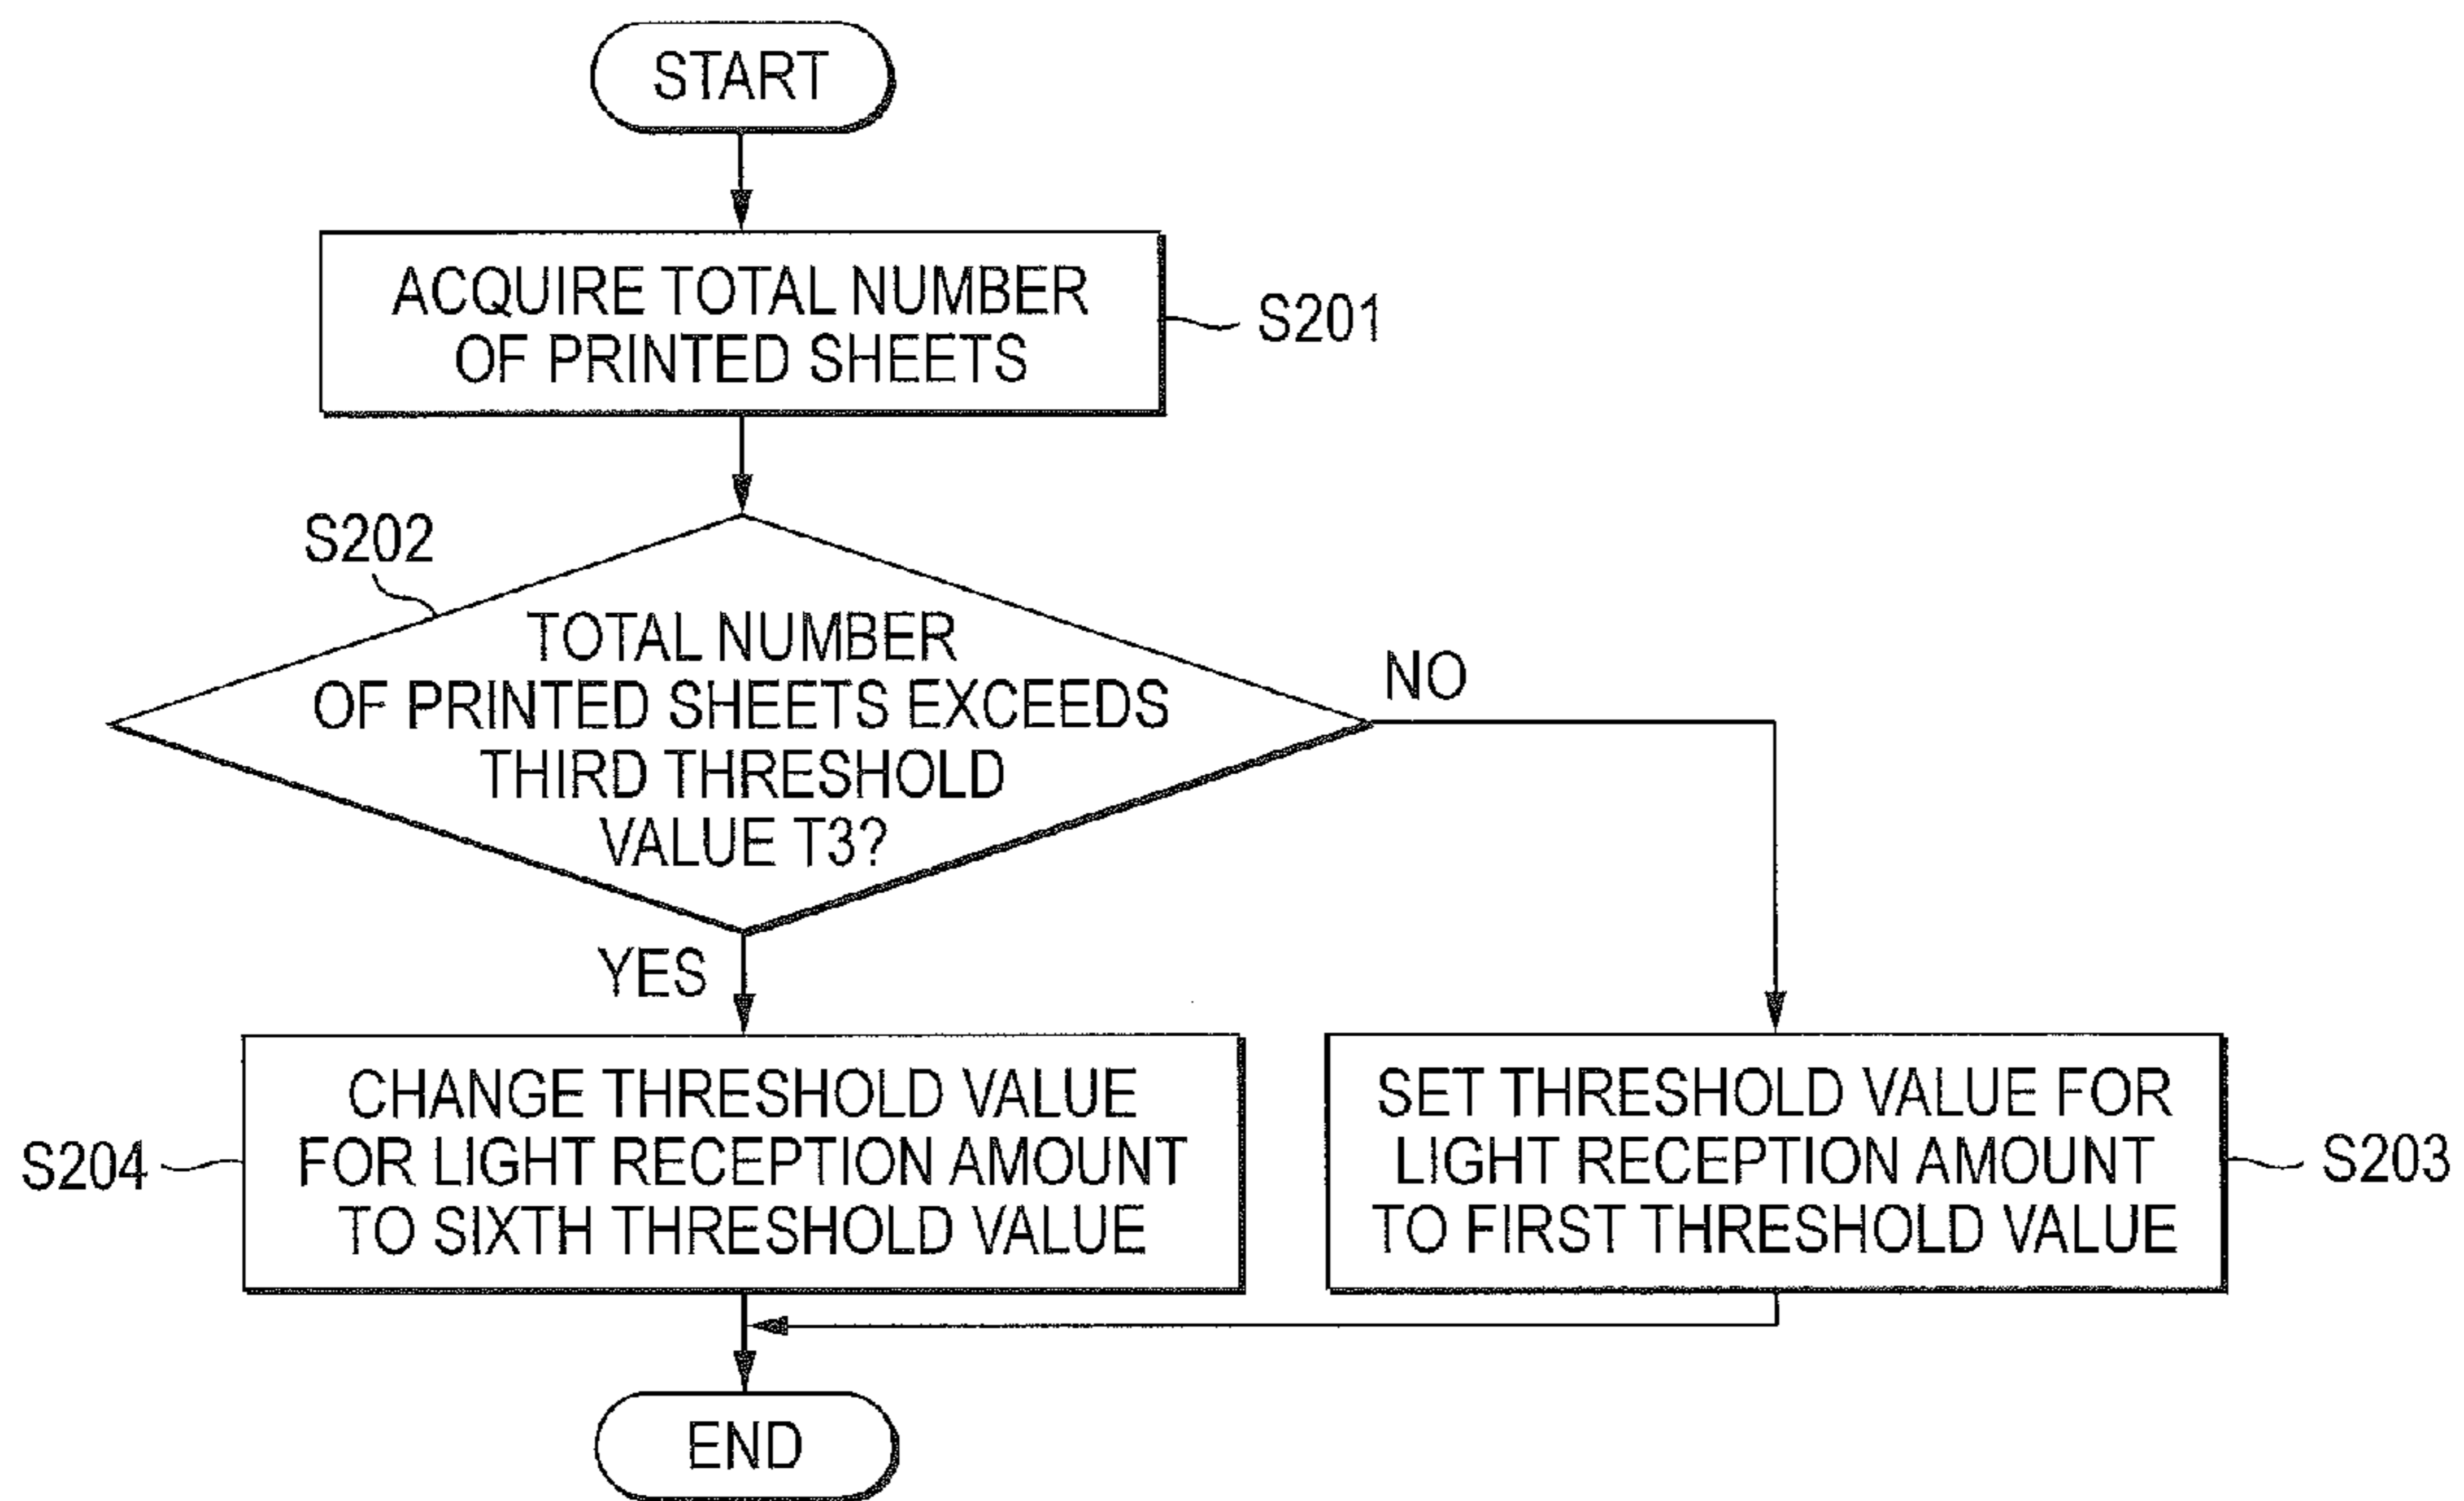 START
ACQUIRE TOTAL NUMBER
OF PRINTED SHEETS
S201
S202
TOTAL NUMBER
OF PRINTED SHEETS EXCEEDS
THIRD THRESHOLD
VALUE T3?
NO
YES
CHANGE THRESHOLD VALUE
FOR LIGHT RECEPTION AMOUNT
TO SIXTH THRESHOLD VALUE
S204
SET THRESHOLD VALUE FOR
LIGHT RECEPTION AMOUNT
TO FIRST THRESHOLD VALUE
S203
END